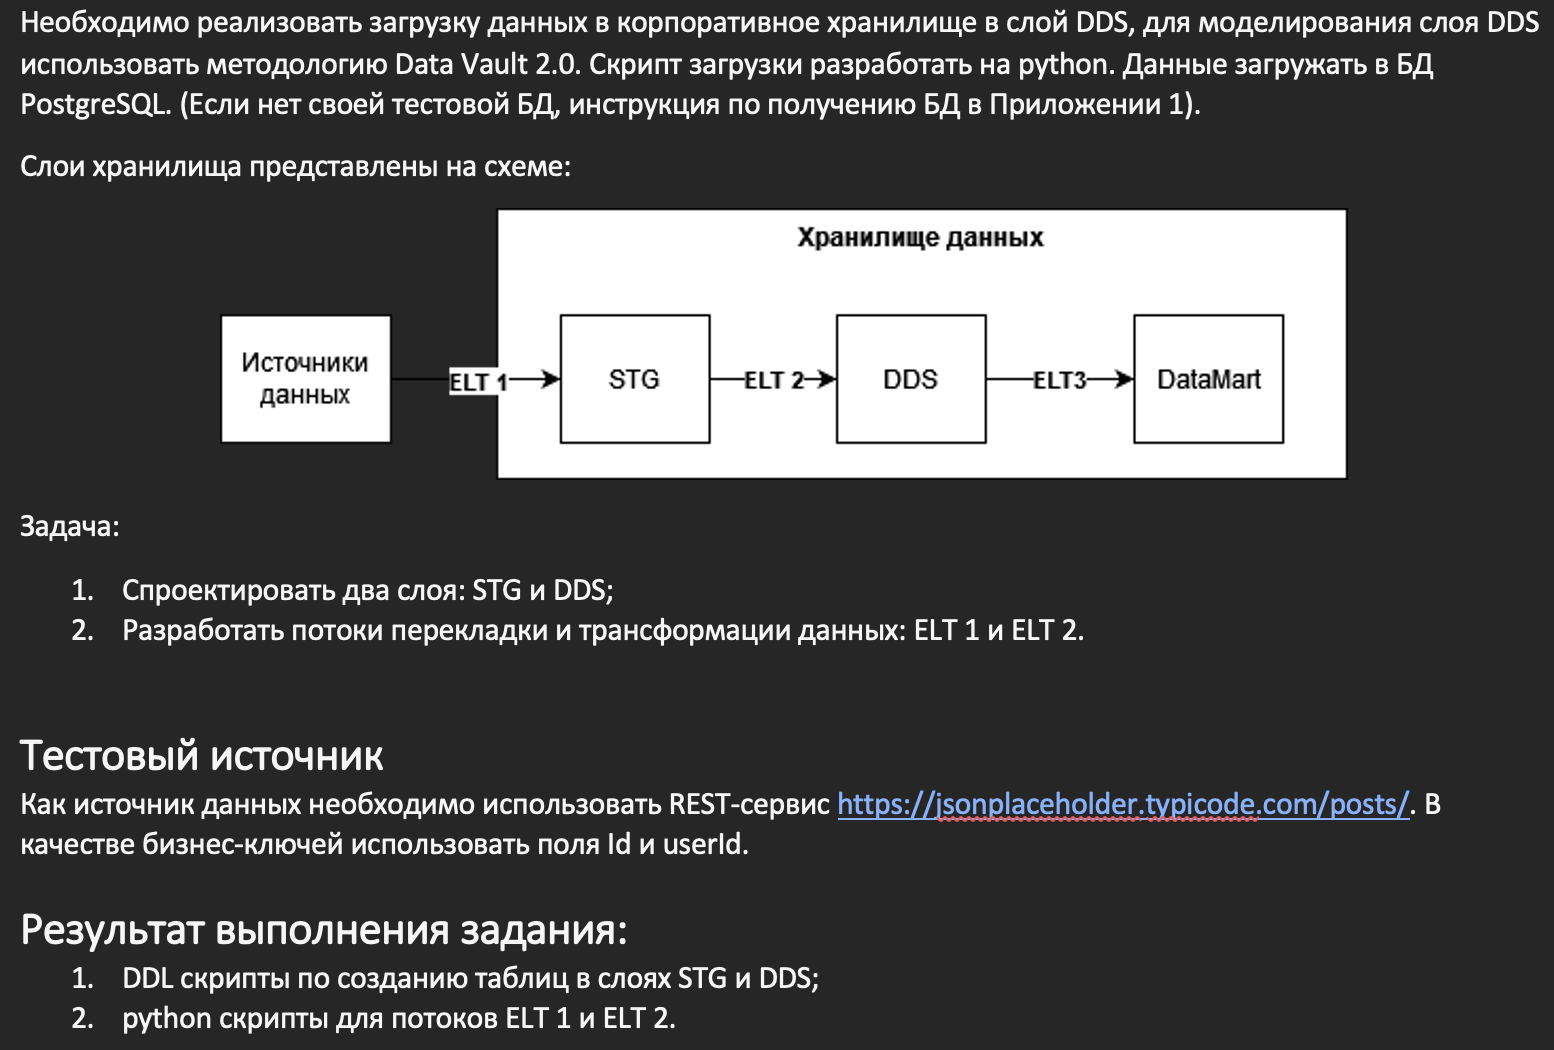 Необходимо реализовать загрузку данных в корпоративное хранилище в слой DDS, для моделирования слоя DDS
использовать методологию Data Vault 2.0. Скрипт загрузки разработать на python. Данные загружать в БД
PostgreSQL. (Если нет своей тестовой БД, инструкция по получению БД в Приложении 1).
Слои хранилища представлены на схеме:
Хранилище данных
Источники
данных
ELT 1
STG
ELT 2
DDS
ELT3
DataMart
Задача:
1. Спроектировать два слоя: STG и DDS;
2. Разработать потоки перекладки и трансформации данных: ELT 1 и ELT 2.
Тестовый источник
Как источник данных необходимо использовать REST-сервис https://jsonplaceholder.typicode.com/posts/. В
качестве бизнес-ключей использовать поля Id и userId.
Результат выполнения задания:
1. DDL скрипты по созданию таблиц в слоях STG и DDS;
2. python скрипты для потоков ELT 1 и ELT 2.